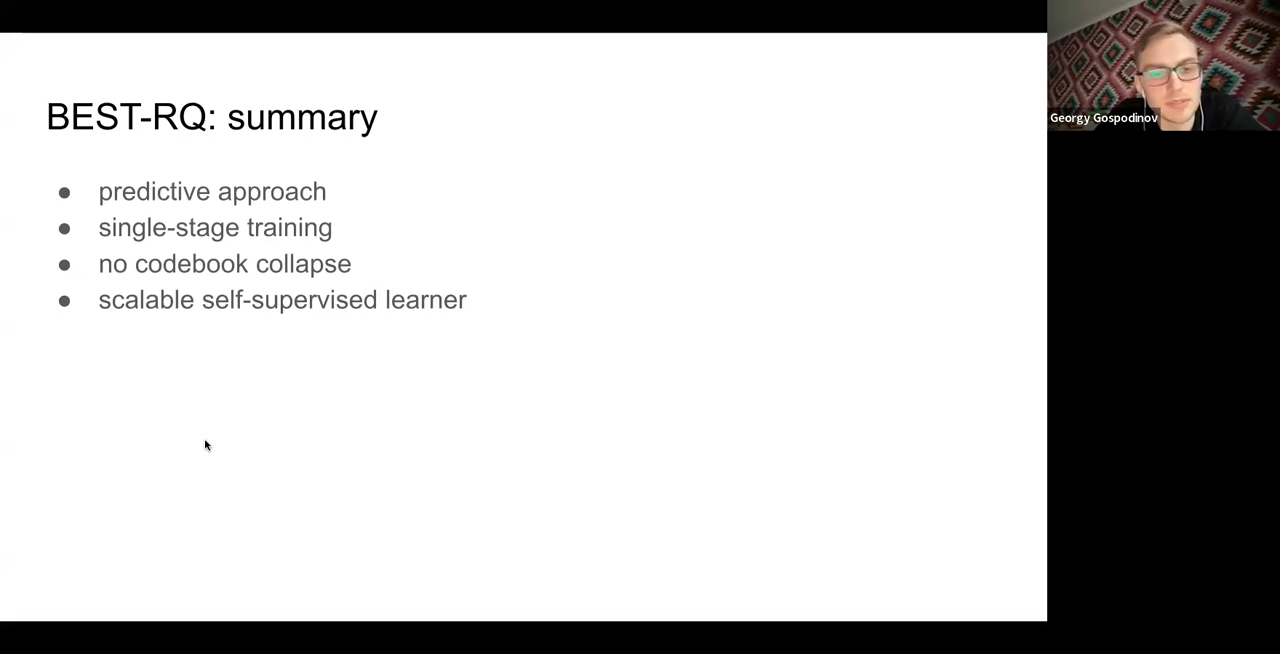 BEST-RQ: summary
● predictive approach
● single-stage training
● no codebook collapse
● scalable self-supervised learner
Georgy Gospodinov